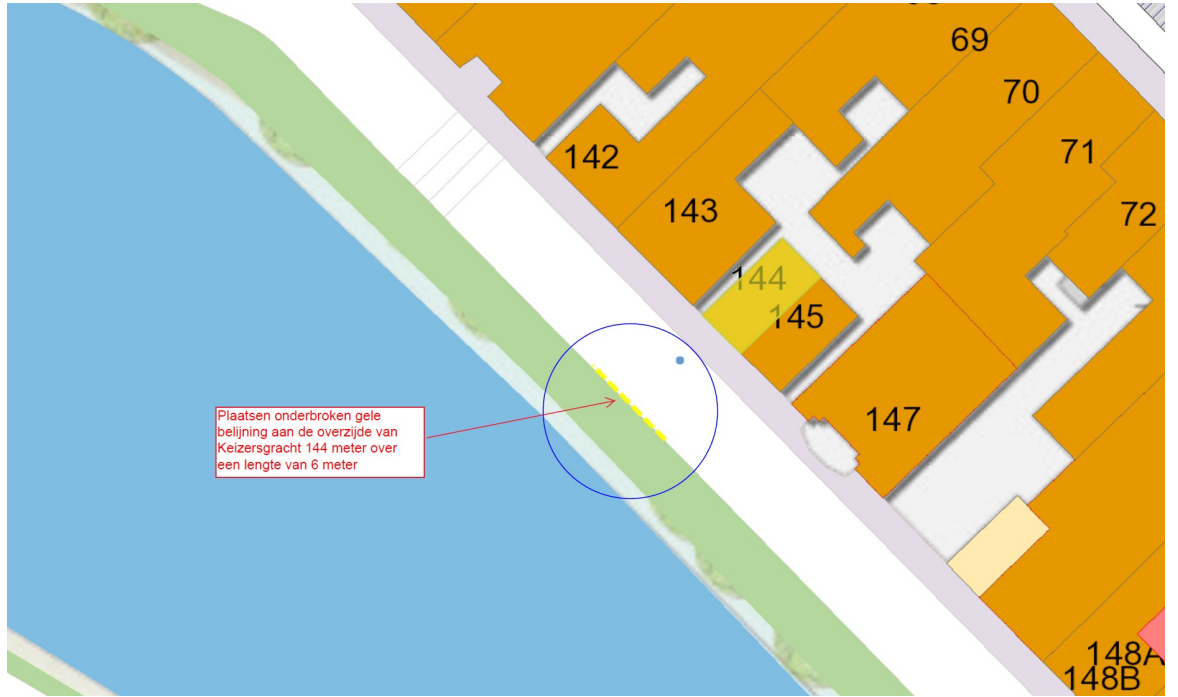 69
70
71
72
142
143
144
145
147
148A
148B
Plaatsen onderbroken gele
belijning aan de overzijde van
Keizersgracht 144 meter over
een lengte van 6 meter